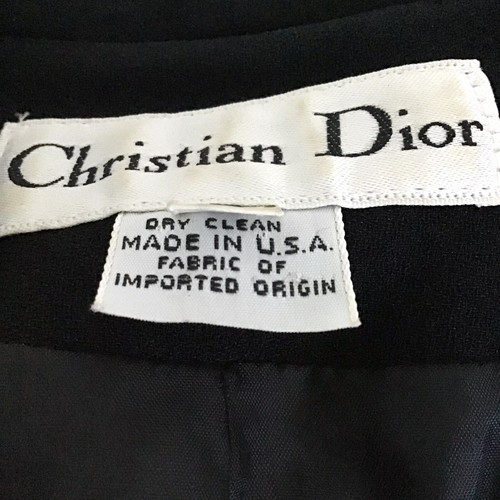 Christian Dior
DRY CLEAN
MADE IN U.S.A.
FABRIC OF
IMPORTED ORIGIN